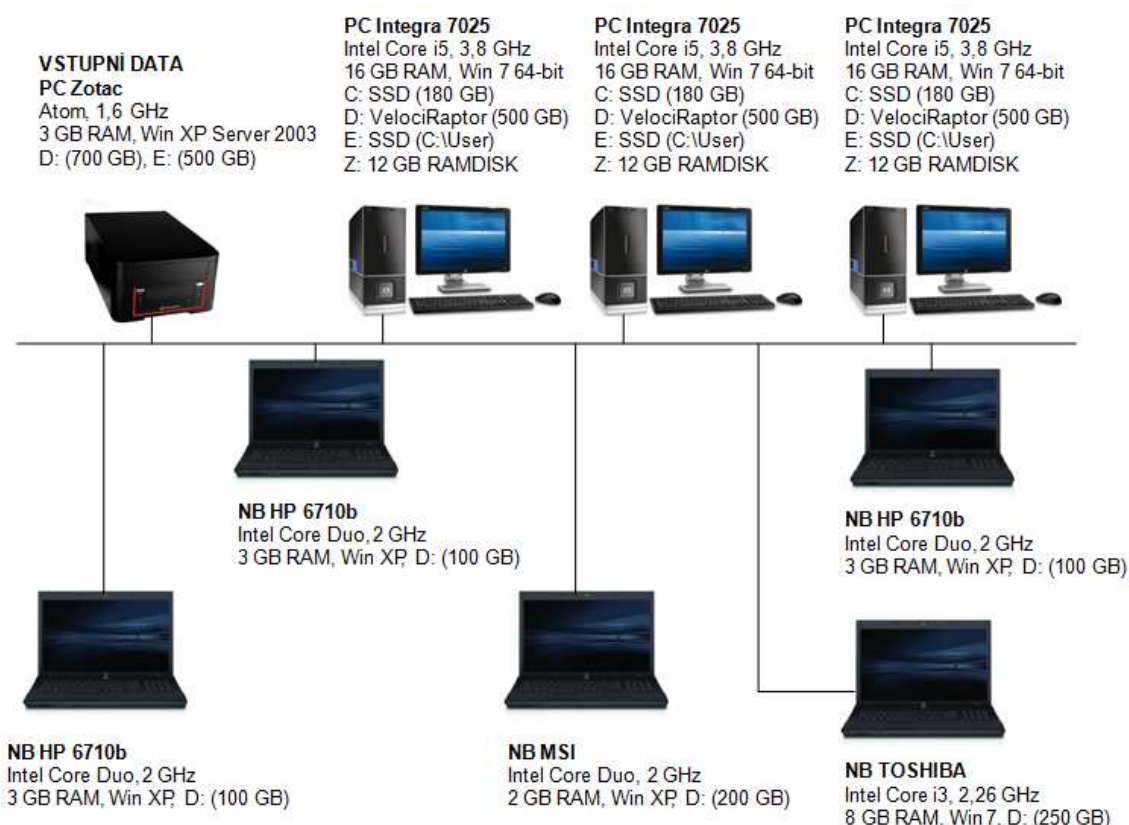 VSTUPNÍ DATA
PC Zotac
Atom, 1,6 GHz
3 GB RAM, Win XP Server 2003
D: (700 GB), E: (500 GB)
PC Integra 7025
Intel Core i5, 3,8 GHz
16 GB RAM, Win 7 64-bit
C: SSD (180 GB)
D: VelociRaptor (500 GB)
E: SSD (C:\User)
Z: 12 GB RAMDISK
PC Integra 7025
Intel Core i5, 3,8 GHz
16 GB RAM, Win 7 64-bit
C: SSD (180 GB)
D: VelociRaptor (500 GB)
E: SSD (C:\User)
Z: 12 GB RAMDISK
PC Integra 7025
Intel Core i5, 3,8 GHz
16 GB RAM, Win 7 64-bit
C: SSD (180 GB)
D: VelociRaptor (500 GB)
E: SSD (C:\User)
Z: 12 GB RAMDISK
NB HP 6710b
Intel Core Duo, 2 GHz
3 GB RAM, Win XP, D: (100 GB)
NB HP 6710b
Intel Core Duo, 2 GHz
3 GB RAM, Win XP, D: (100 GB)
NB HP 6710b
Intel Core Duo, 2 GHz
3 GB RAM, Win XP, D: (100 GB)
NB MSI
Intel Core Duo, 2 GHz
2 GB RAM, Win XP, D: (200 GB)
NB TOSHIBA
Intel Core i3, 2,26 GHz
8 GB RAM, Win 7, D: (250 GB)